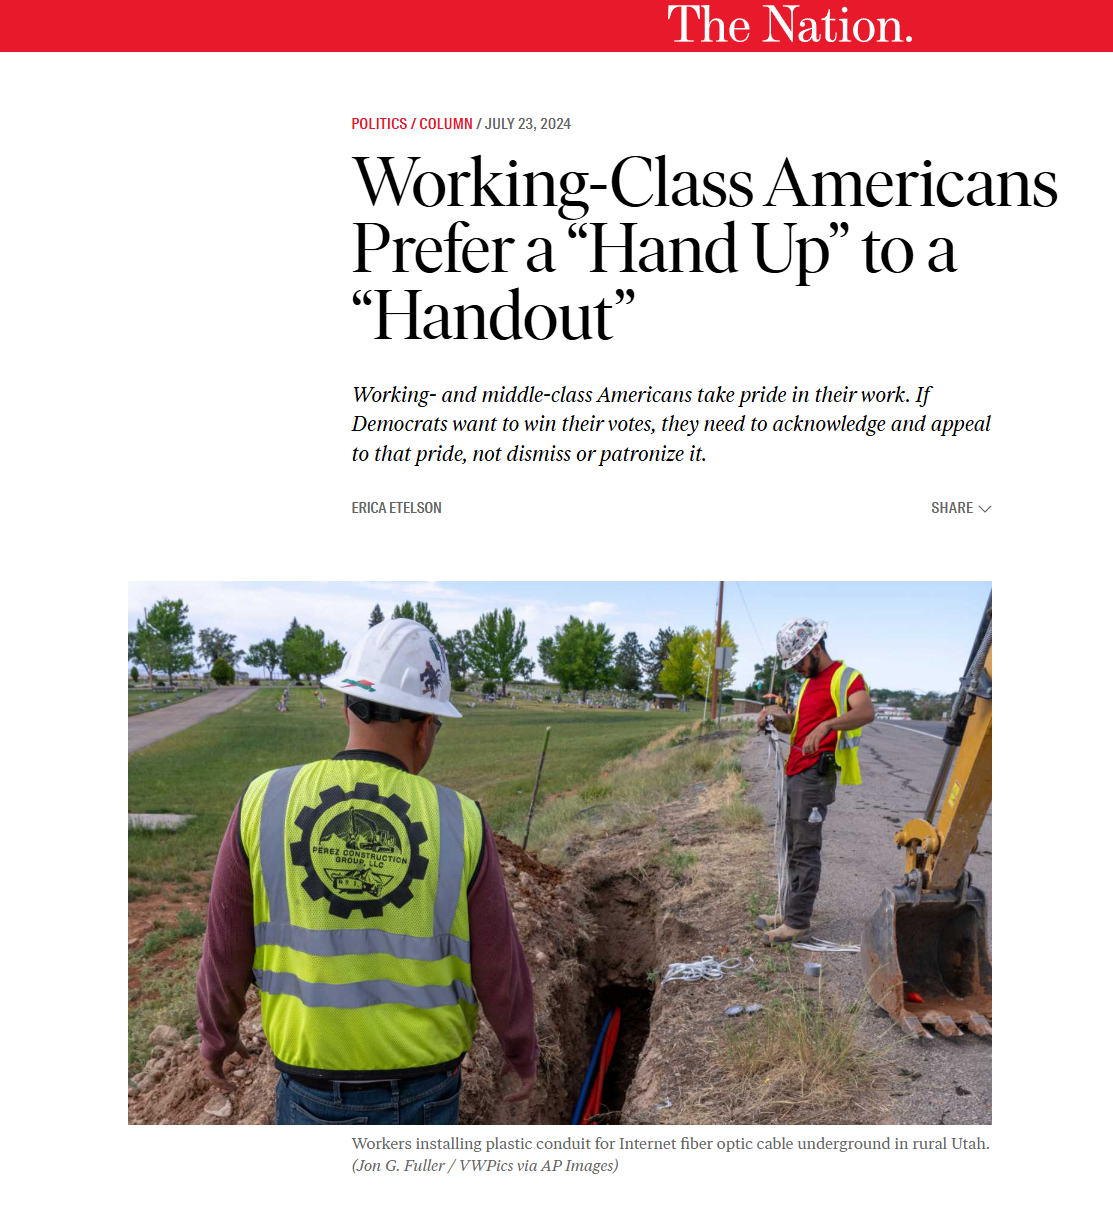 The Nation.
POLITICS / COLUMN / JULY 23, 2024
Working-Class Americans
Prefer a “Hand Up” to a
“Handout”
Working- and middle-class Americans take pride in their work. If
Democrats want to win their votes, they need to acknowledge and appeal
to that pride, not dismiss or patronize it.
ERICA ETELSON
SHARE
PEREZ CONSTRUCTION
GROUP, LLC
Workers installing plastic conduit for Internet fiber optic cable underground in rural Utah.
(Jon G. Fuller / VWPics via AP Images)